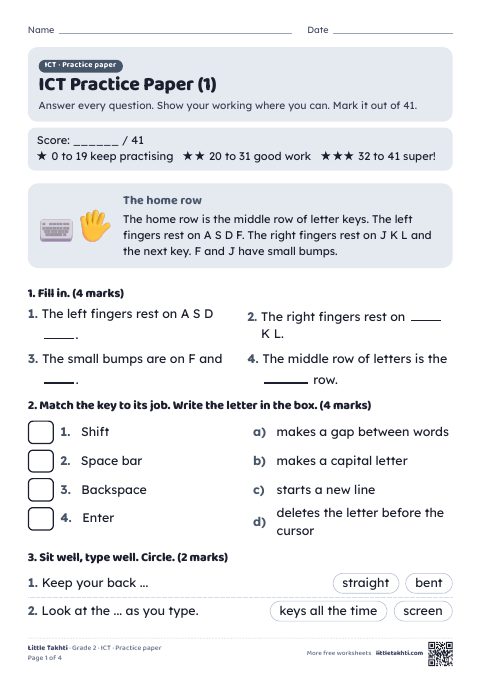 Name ____ Date ____
ICT · Practice paper
ICT Practice Paper (1)
Answer every question. Show your working where you can. Mark it out of 41.
Score: ______ / 41
★ 0 to 19 keep practising ★★ 20 to 31 good work ★★★ 32 to 41 super!
The home row
The home row is the middle row of letter keys. The left
fingers rest on A S D F. The right fingers rest on J K L and
the next key. F and J have small bumps.
1. Fill in. (4 marks)
1. The left fingers rest on A S D
____.
2. The right fingers rest on ____
K L.
3. The small bumps are on F and
____.
4. The middle row of letters is the
______ row.
2. Match the key to its job. Write the letter in the box. (4 marks)
1. Shift a) makes a gap between words
2. Space bar b) makes a capital letter
3. Backspace c) starts a new line
4. Enter d) deletes the letter before the
cursor
3. Sit well, type well. Circle. (2 marks)
1. Keep your back ... straight bent
2. Look at the ... as you type. keys all the time screen
Little Takhti · Grade 2 · ICT · Practice paper
Page 1 of 4
More free worksheets littletakhti.com